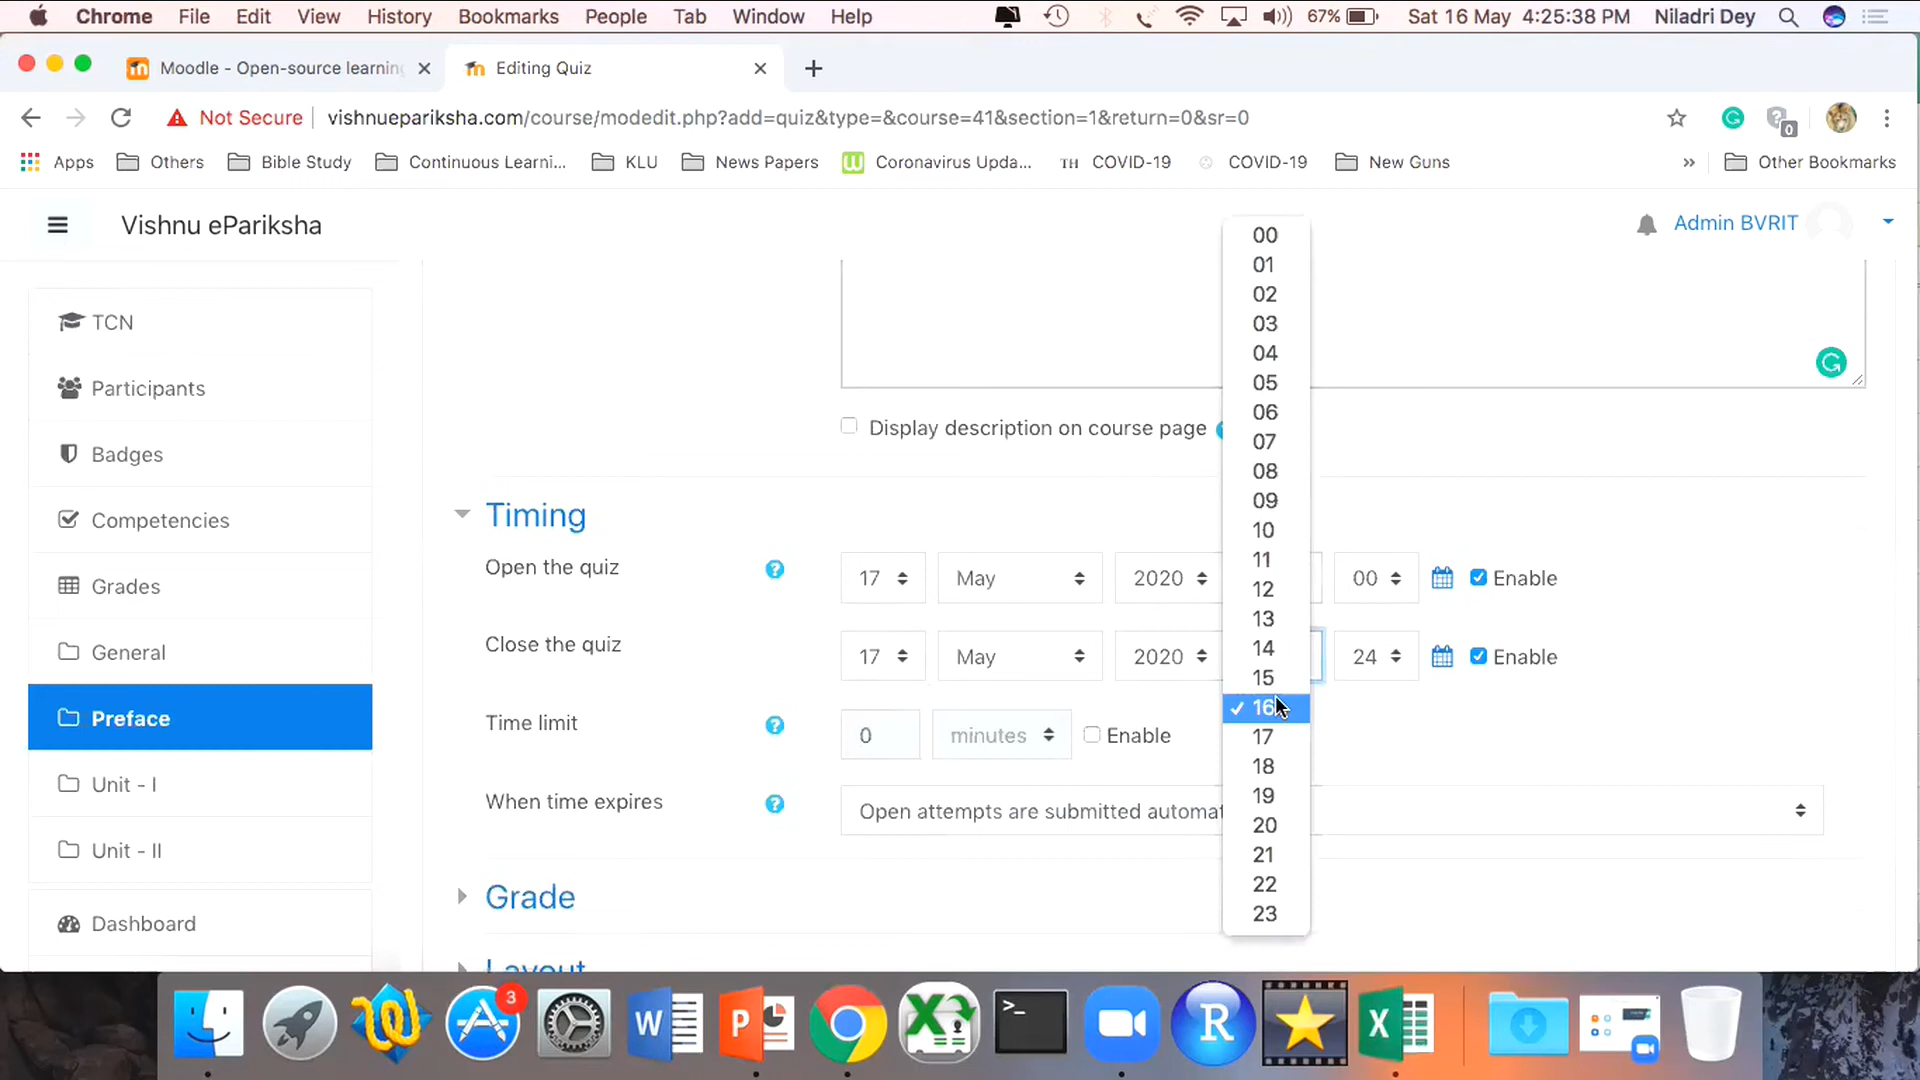 Chrome File Edit View History Bookmarks People Tab Window Help 67% Sat 16 May 4:25:38 PM Niladri Dey
Moodle - Open-source learning Editing Quiz
Not Secure vishnuepariksha.com/course/modedit.php?add=quiz&type=&course=41&section=1&return=0&sr=0
0
Apps Others Bible Study Continuous Learni... KLU News Papers Coronavirus Upda... TH COVID-19 COVID-19 New Guns » Other Bookmarks
Vishnu ePariksha Admin BVRIT
TCN
Participants
Badges
Competencies
Grades
General
Preface
Unit - I
Unit - II
Dashboard
Display description on course page
Timing
Open the quiz ? 17 May 2020 00 Enable
Close the quiz 17 May 2020 24 Enable
Time limit ? 0 minutes Enable
When time expires ? Open attempts are submitted automat
Grade
Layout
00
01
02
03
04
05
06
07
08
09
10
11
12
13
14
15
✓ 16
17
18
19
20
21
22
23
3
W P X >_ R X